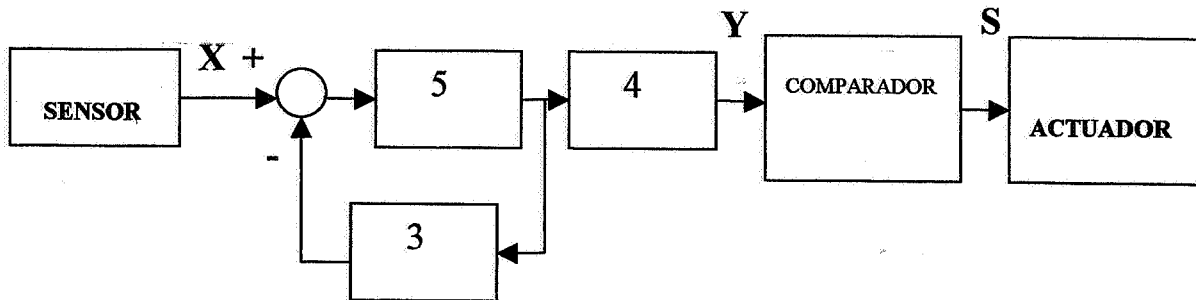 X + Y S
SENSOR 5 4 COMPARADOR ACTUADOR
-
3